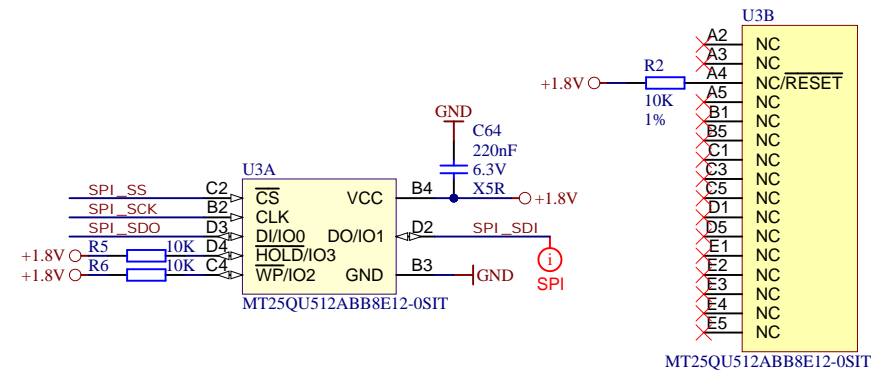 U3B
A2 NC
A3 NC
+1.8V R2 10K 1% A4 NC/RESET
A5 NC
B1 NC
B5 NC
C1 NC
C3 NC
C5 NC
D1 NC
D5 NC
E1 NC
E2 NC
E3 NC
E4 NC
E5 NC
MT25QU512ABB8E12-0SIT
GND
C64
220nF
6.3V
X5R
U3A
SPI_SS C2 CS VCC B4 +1.8V
SPI_SCK B2 CLK
SPI_SDO D3 DI/IO0 DO/IO1 D2 SPI_SDI
+1.8V R5 10K D4 HOLD/IO3
+1.8V R6 10K C4 WP/IO2 GND B3 GND
i
SPI
MT25QU512ABB8E12-0SIT